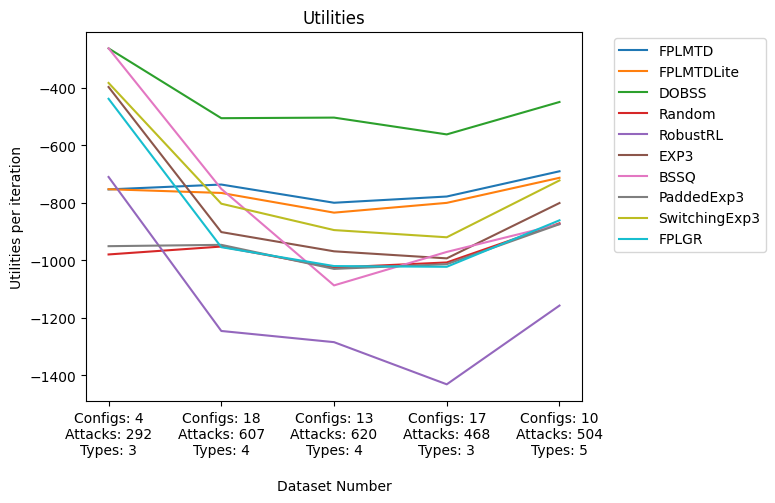 Utilities
Utilities per iteration
−400
−600
−800
−1000
−1200
−1400
Configs: 4
Attacks: 292
Types: 3
Configs: 18
Attacks: 607
Types: 4
Configs: 13
Attacks: 620
Types: 4
Configs: 17
Attacks: 468
Types: 3
Configs: 10
Attacks: 504
Types: 5
Dataset Number
FPLMTD
FPLMTDLite
DOBSS
Random
RobustRL
EXP3
BSSQ
PaddedExp3
SwitchingExp3
FPLGR